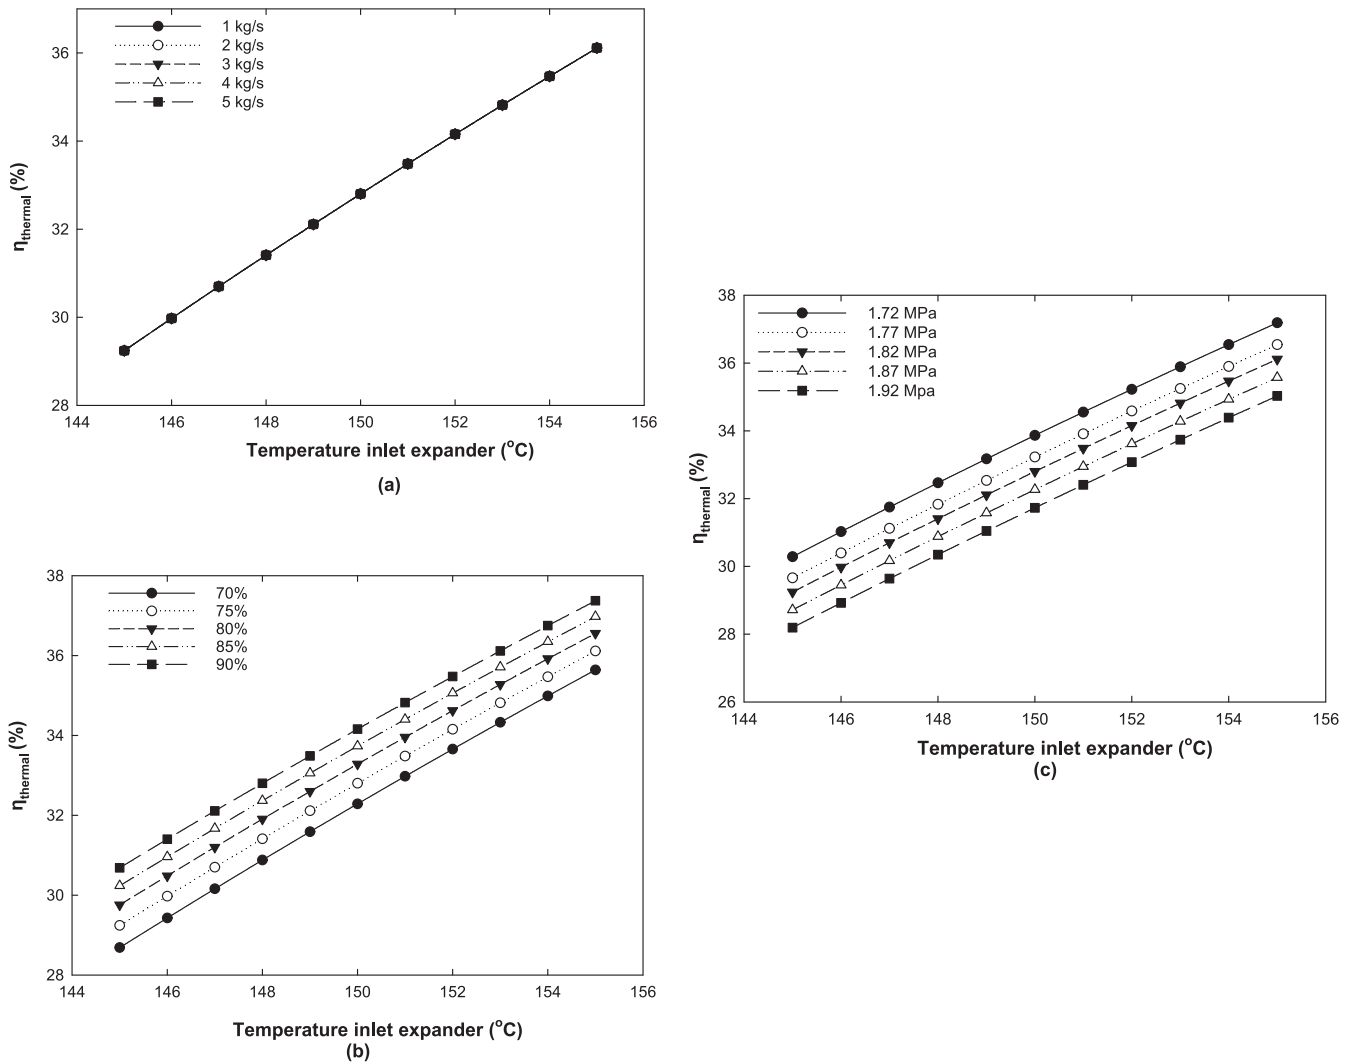 1 kg/s
2 kg/s
3 kg/s
4 kg/s
5 kg/s
36
34
32
30
28
ηthermal (%)
144 146 148 150 152 154 156
Temperature inlet expander (oC)
(a)
38
36
34
32
30
28
ηthermal (%)
70%
75%
80%
85%
90%
144 146 148 150 152 154 156
Temperature inlet expander (oC)
(b)
38
36
34
32
30
28
26
ηthermal (%)
1.72 MPa
1.77 MPa
1.82 MPa
1.87 MPa
1.92 Mpa
144 146 148 150 152 154 156
Temperature inlet expander (oC)
(c)